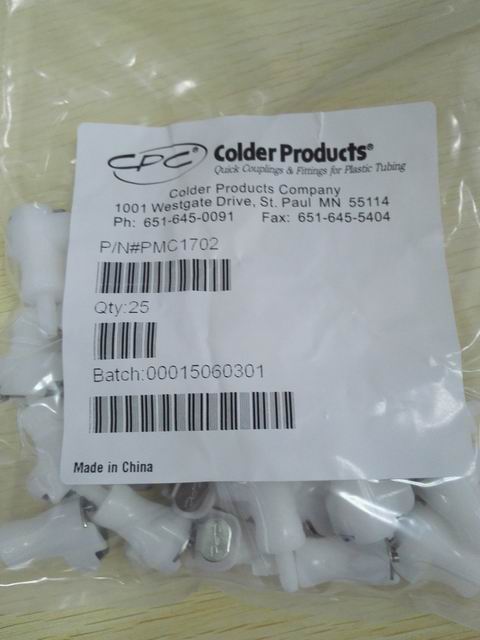 CPC® Colder Products®
Quick Couplings & Fittings for Plastic Tubing
Colder Products Company
1001 Westgate Drive, St. Paul MN 55114
Ph: 651-645-0091 Fax: 651-645-5404
P/N#PMC1702
Qty:25
Batch:00015060301
Made in China